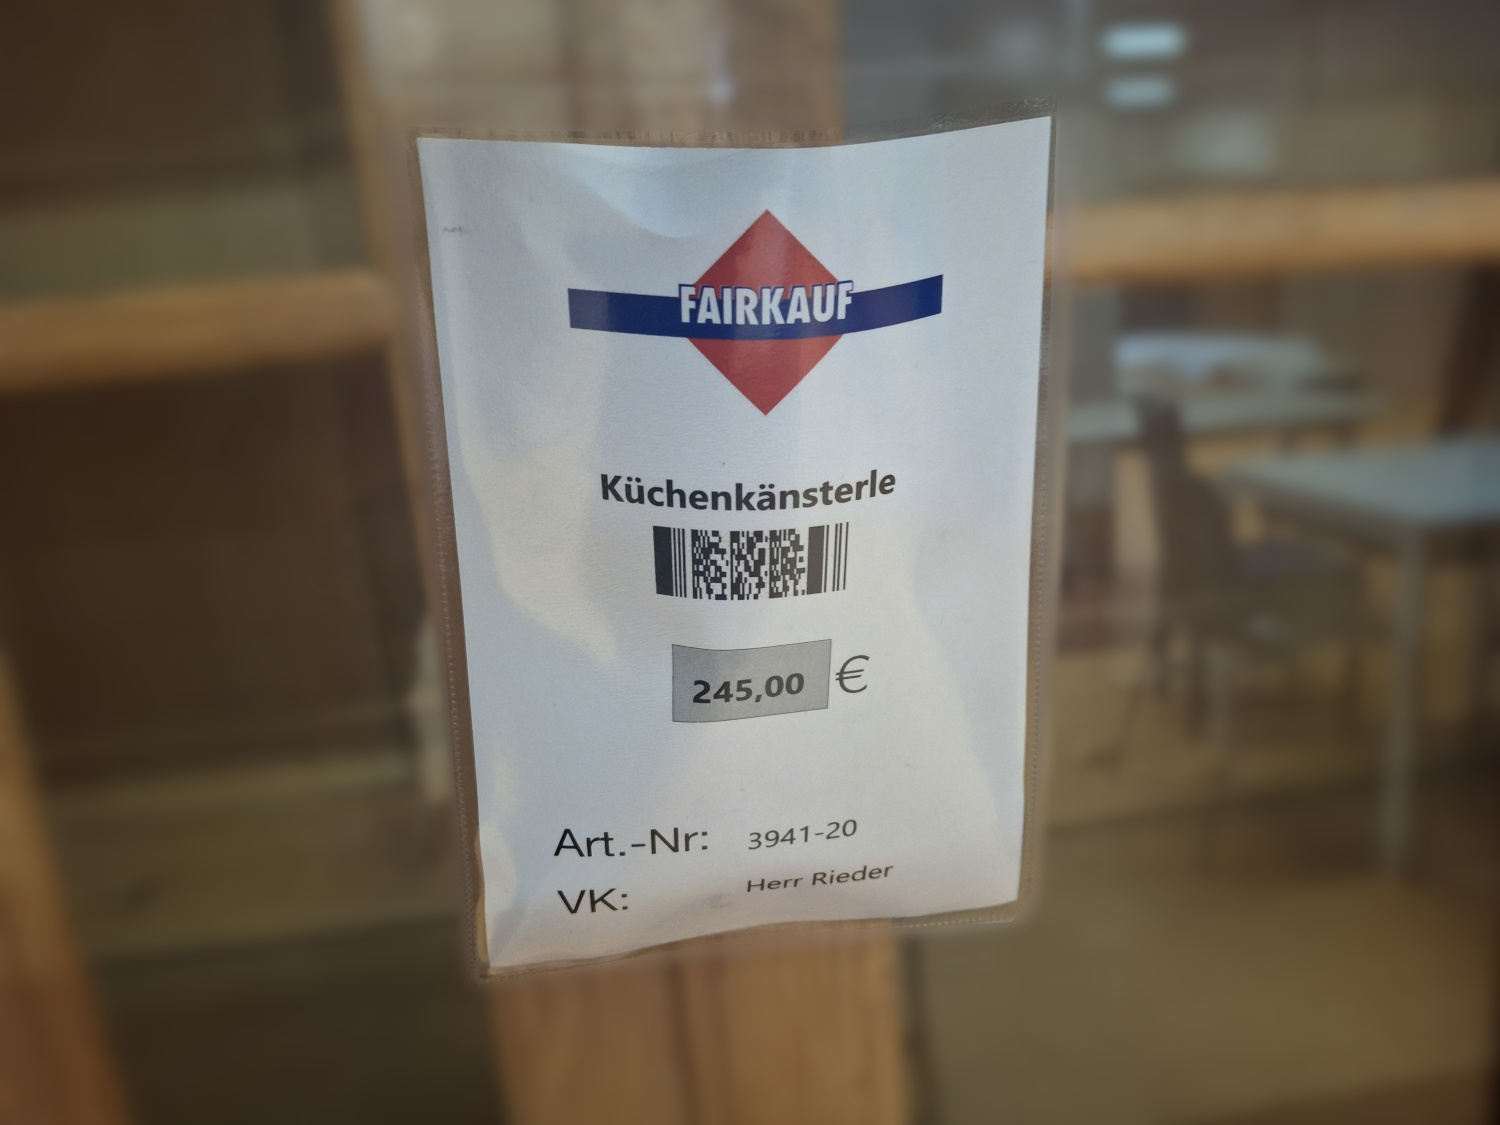 FAIRKAUF
Küchenkänsterle
245,00 €
Art.-Nr: 3941-20
VK: Herr Rieder